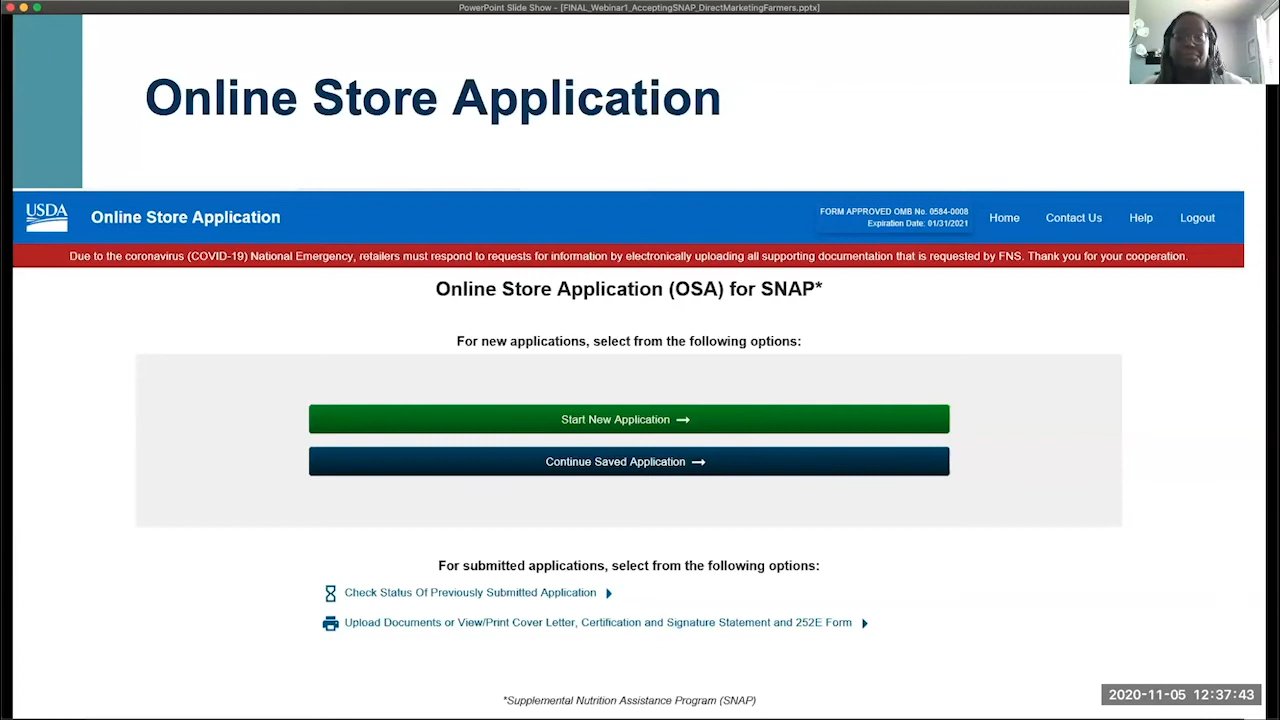 PowerPoint Slide Show - [FINAL_Webinar1_AcceptingSNAP_DirectMarketingFarmers.pptx]
Online Store Application
USDA
Online Store Application
FORM APPROVED OMB No. 0584-0008
Expiration Date: 01/31/2021
Home
Contact Us
Help
Logout
Due to the coronavirus (COVID-19) National Emergency, retailers must respond to requests for information by electronically uploading all supporting documentation that is requested by FNS. Thank you for your cooperation.
Online Store Application (OSA) for SNAP*
For new applications, select from the following options:
Start New Application
Continue Saved Application
For submitted applications, select from the following options:
Check Status Of Previously Submitted Application
Upload Documents or View/Print Cover Letter, Certification and Signature Statement and 252E Form
*Supplemental Nutrition Assistance Program (SNAP)
2020-11-05 12:37:43